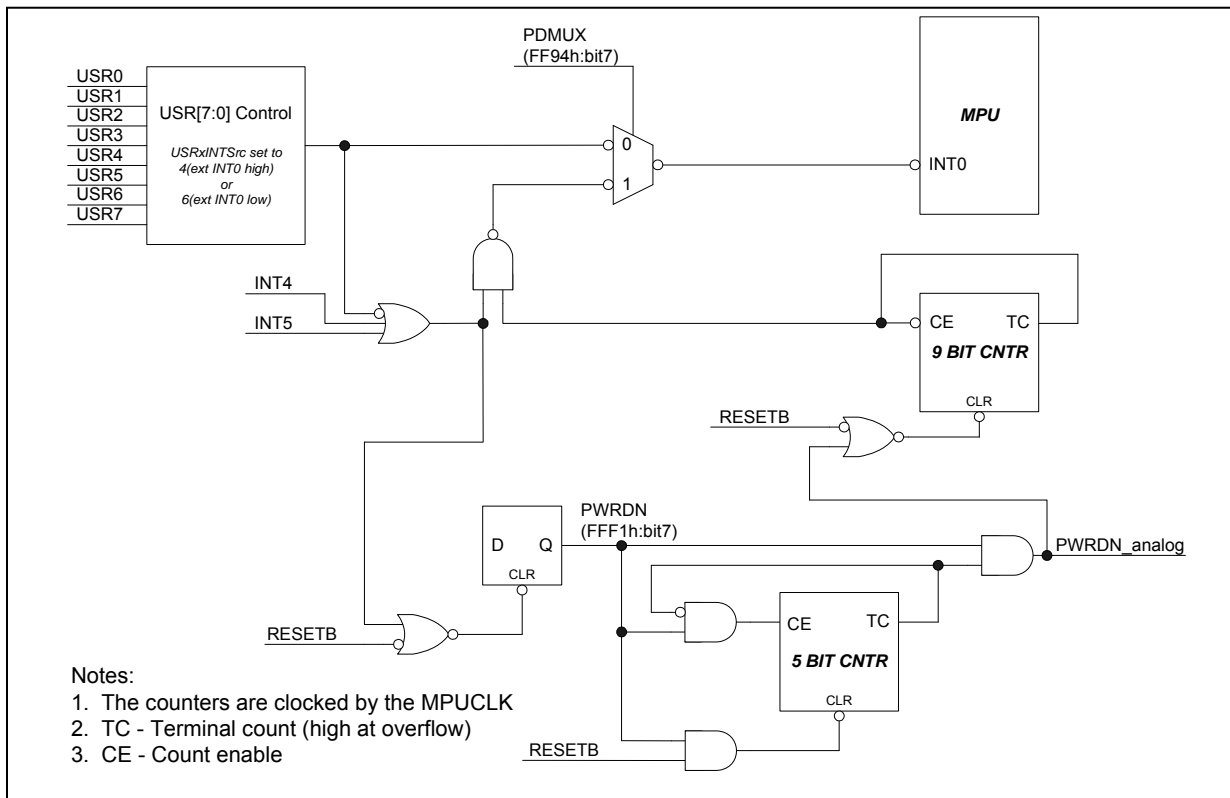 PDMUX
(FF94h:bit7)
USR0
USR1
USR2
USR3
USR4
USR5
USR6
USR7
USR[7:0] Control
USRxINTSrc set to
4(ext INT0 high)
or
6(ext INT0 low)
0
1
MPU
INT0
INT4
INT5
CE
TC
9 BIT CNTR
CLR
RESETB
D
Q
CLR
PWRDN
(FFF1h:bit7)
PWRDN_analog
RESETB
CE
TC
5 BIT CNTR
CLR
RESETB
Notes:
1. The counters are clocked by the MPUCLK
2. TC - Terminal count (high at overflow)
3. CE - Count enable